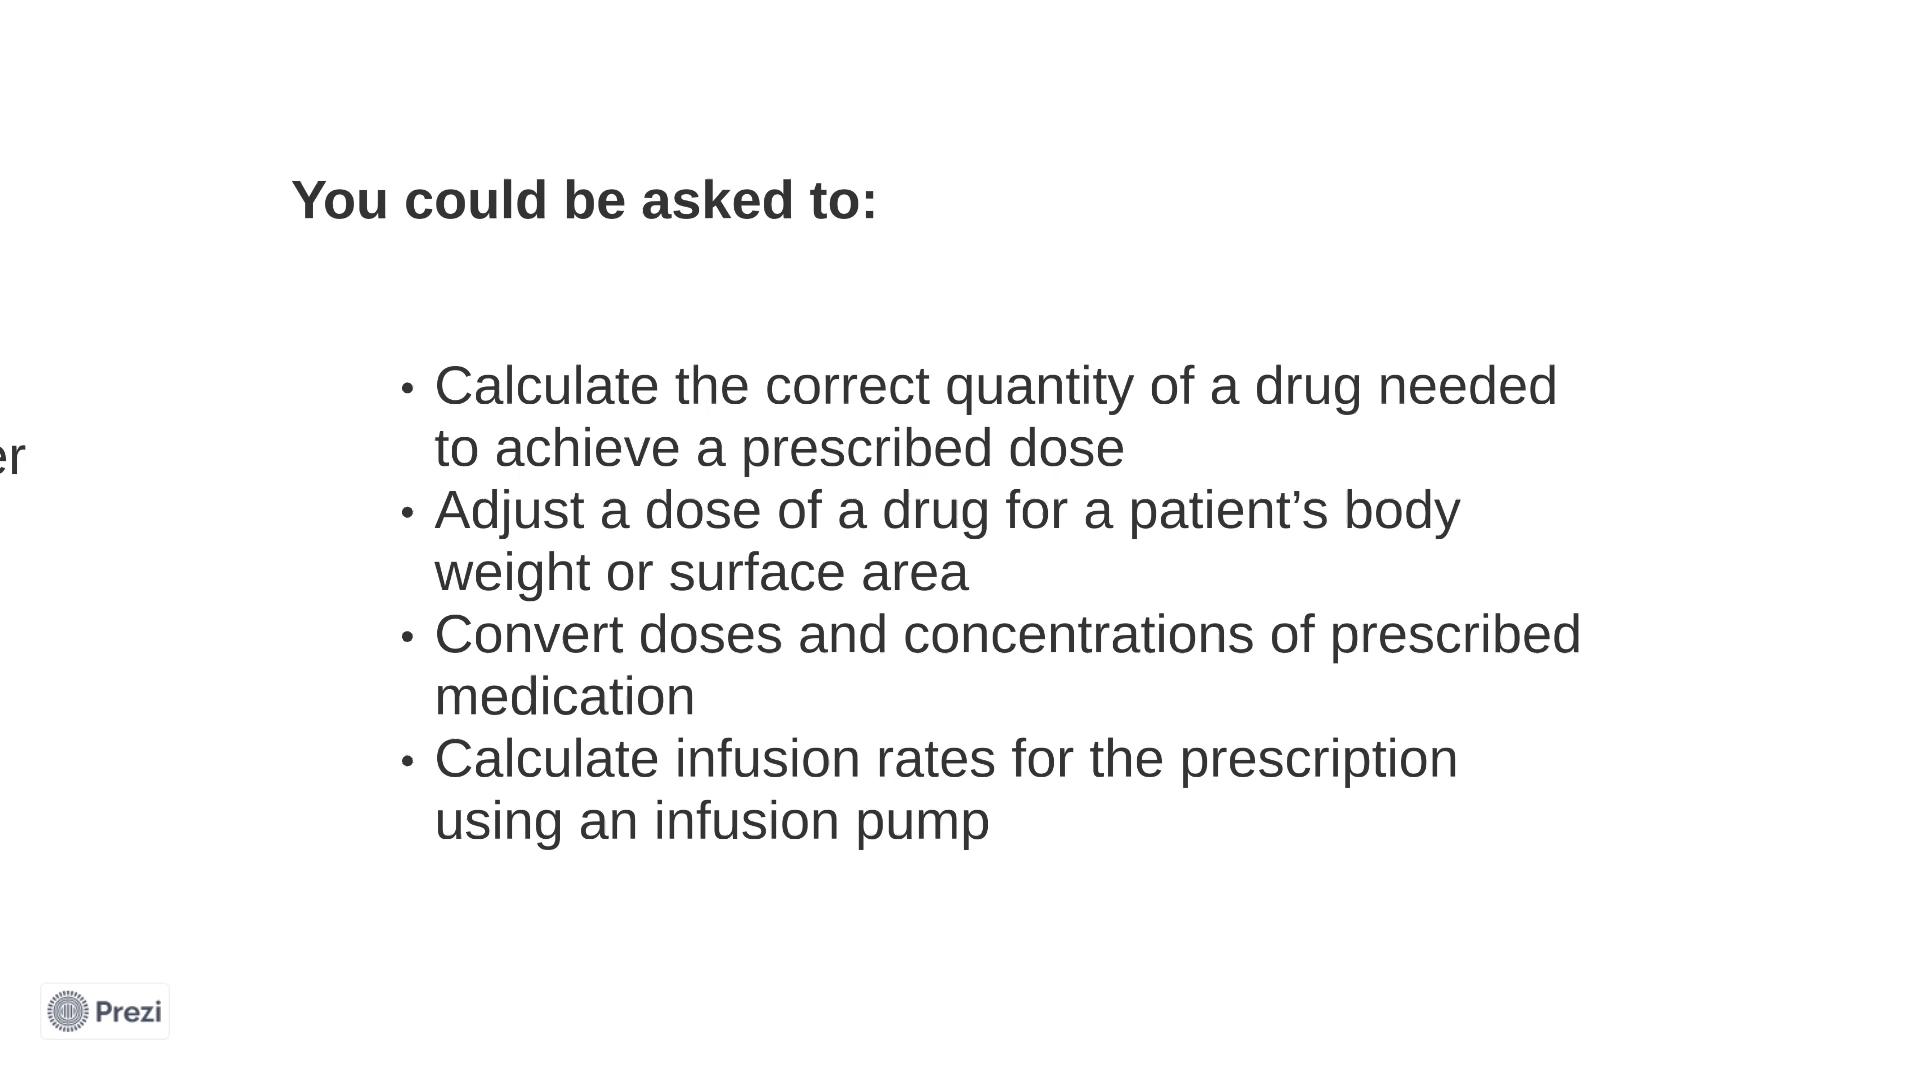 You could be asked to:
• Calculate the correct quantity of a drug needed
to achieve a prescribed dose
er
• Adjust a dose of a drug for a patient’s body
weight or surface area
• Convert doses and concentrations of prescribed
medication
• Calculate infusion rates for the prescription
using an infusion pump
Prezi